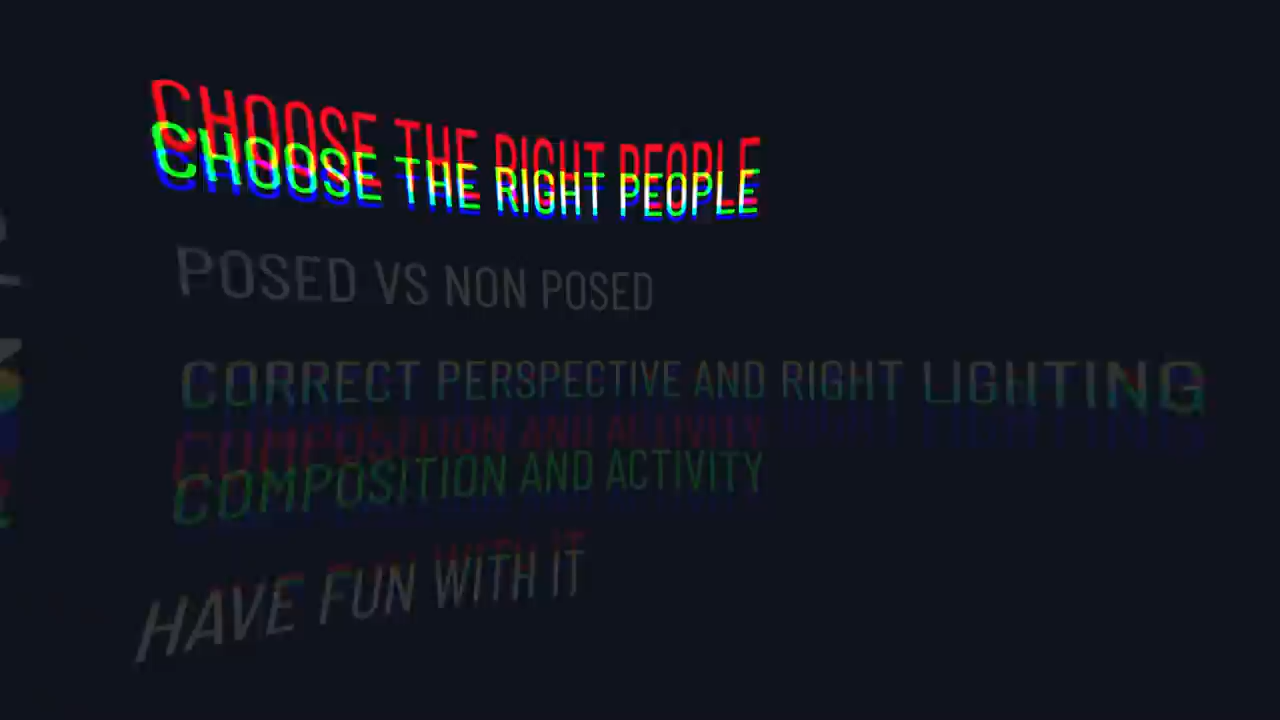 CHOOSE THE RIGHT PEOPLE
POSED VS NON POSED
CORRECT PERSPECTIVE AND RIGHT LIGHTING
COMPOSITION AND ACTIVITY
HAVE FUN WITH IT